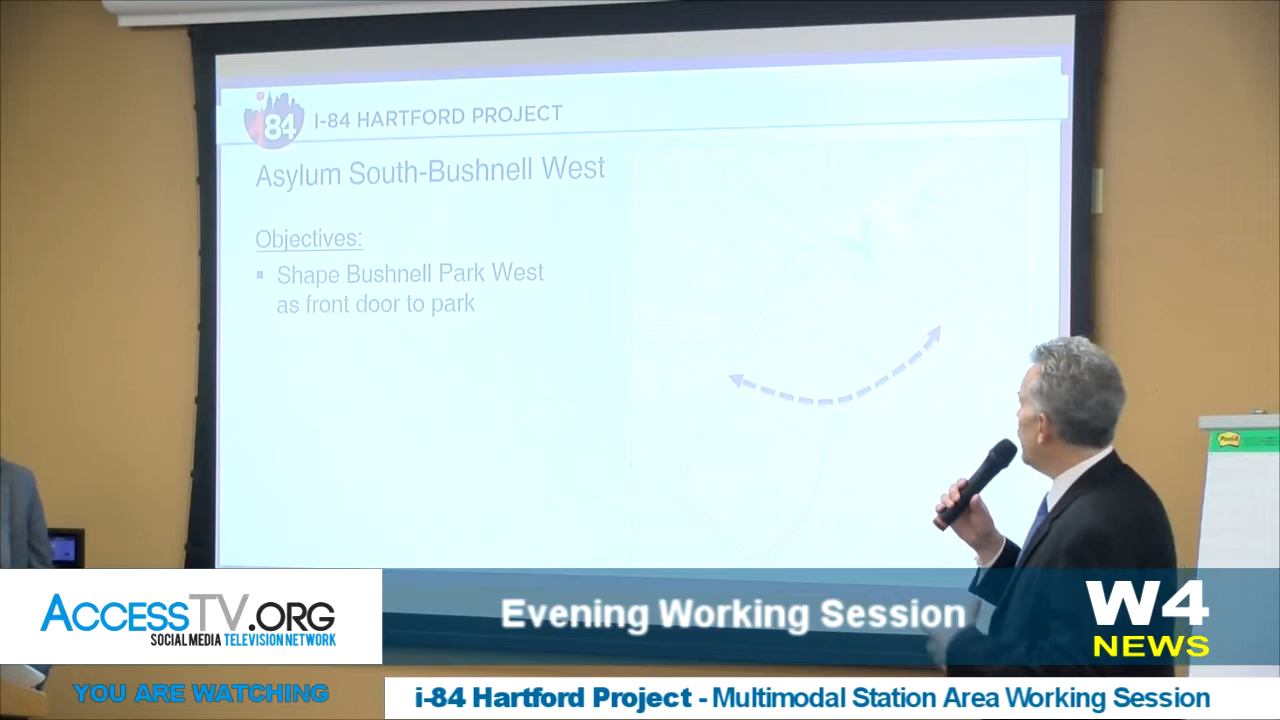 84
I-84 HARTFORD PROJECT
Asylum South-Bushnell West
Objectives:
▪ Shape Bushnell Park West
as front door to park
Post-it
ACCESSTV.ORG
SOCIAL MEDIA TELEVISION NETWORK
Evening Working Session
W4
NEWS
YOU ARE WATCHING
i-84 Hartford Project - Multimodal Station Area Working Session